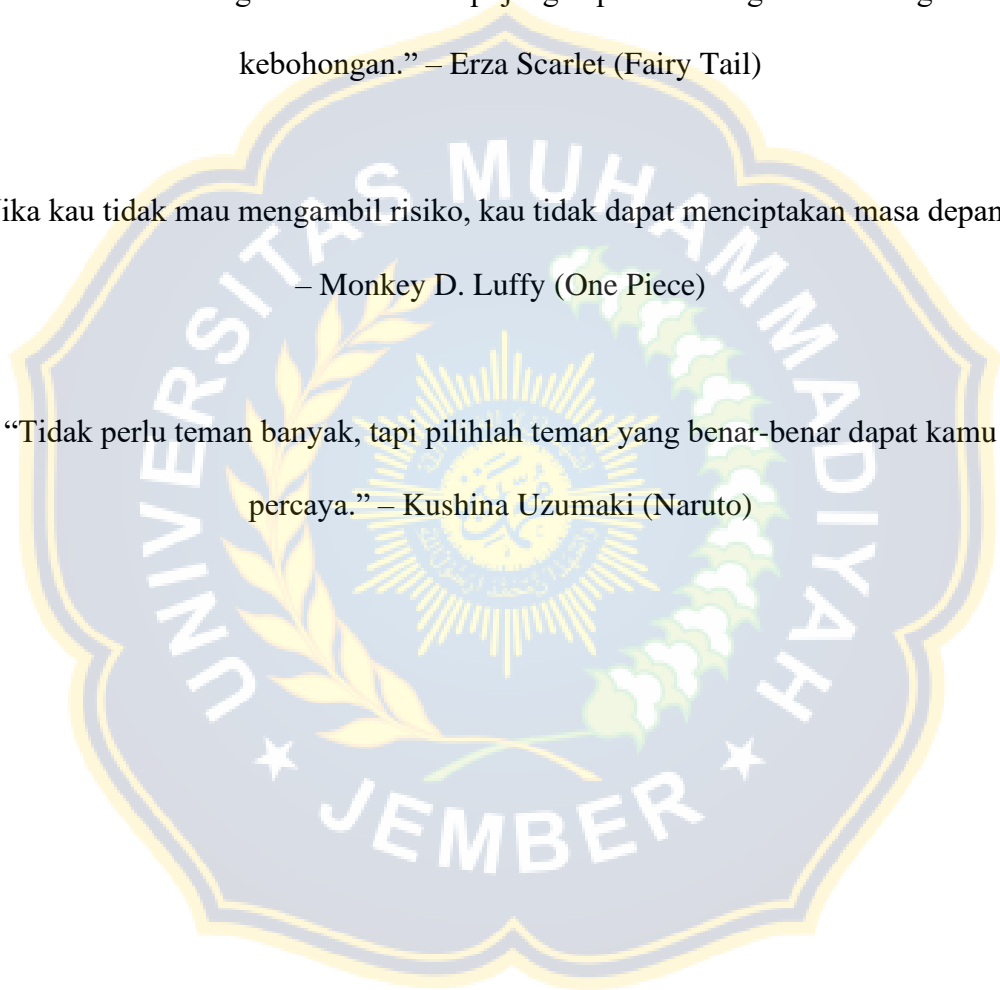 kebohongan.” – Erza Scarlet (Fairy Tail)
ika kau tidak mau mengambil risiko, kau tidak dapat menciptakan masa depan
– Monkey D. Luffy (One Piece)
“Tidak perlu teman banyak, tapi pilihlah teman yang benar-benar dapat kamu
percaya.” – Kushina Uzumaki (Naruto)
UNIVERSITAS MUHAMMADIYAH
JEMBER